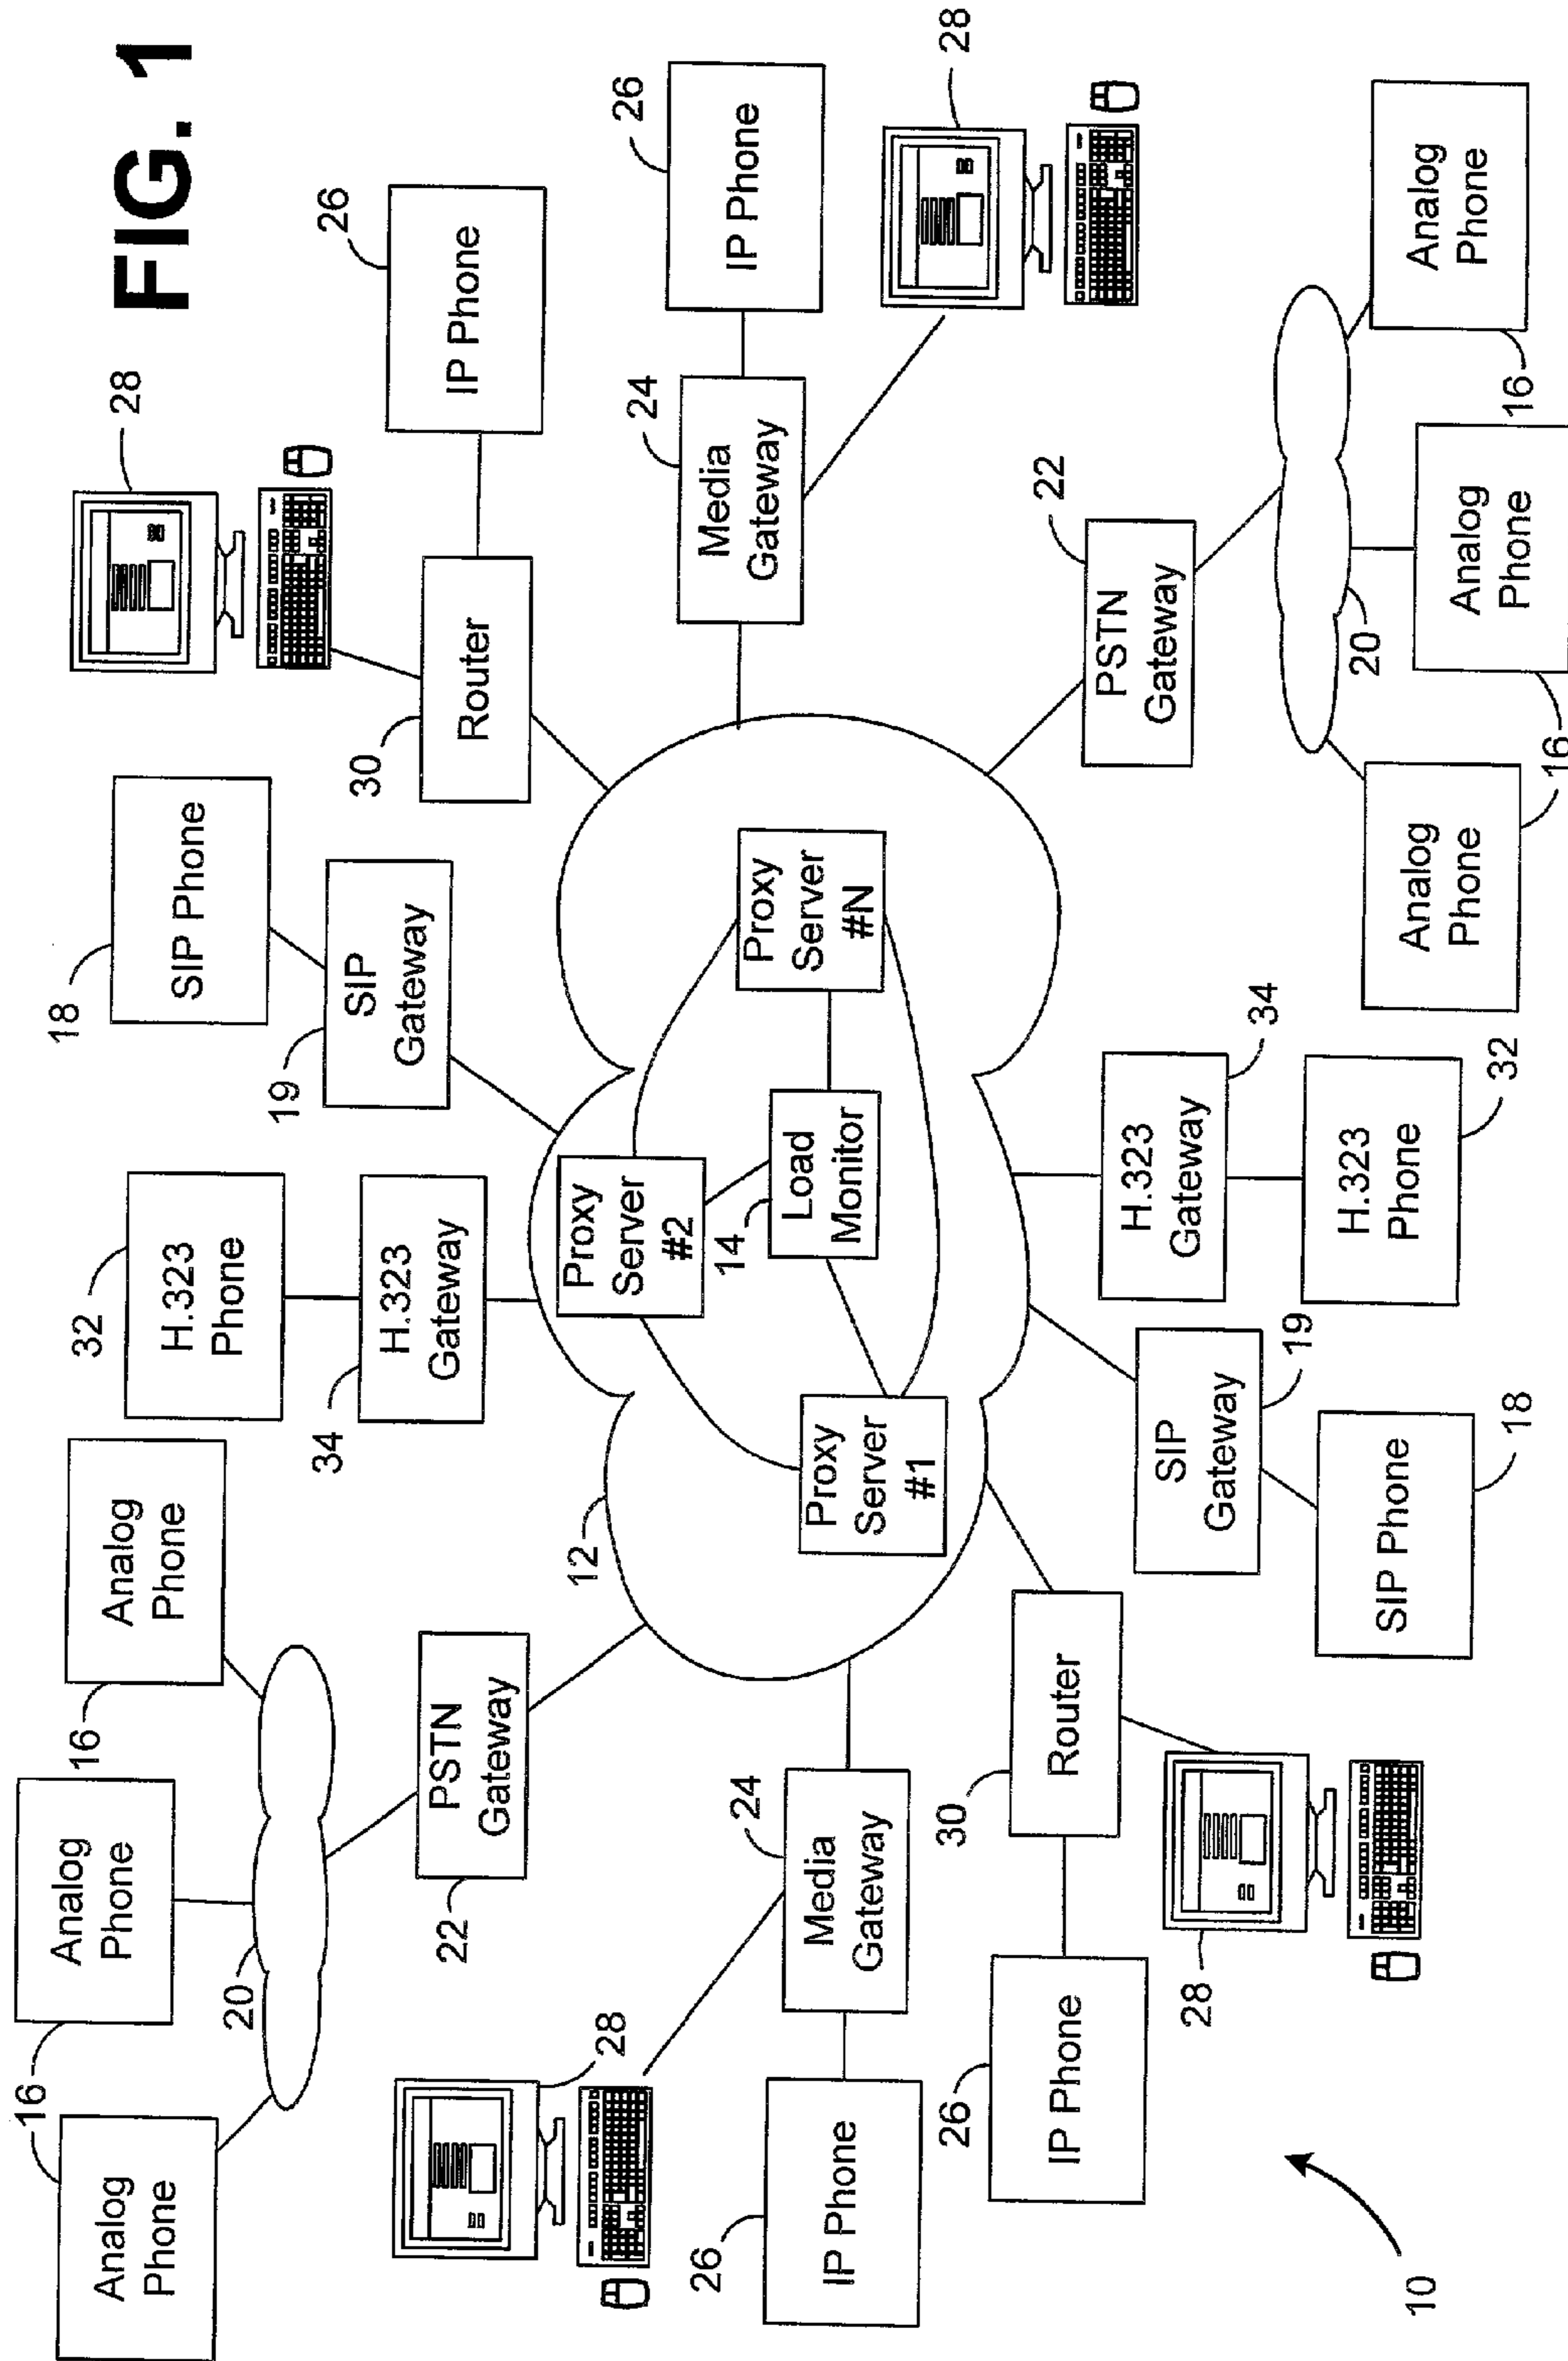 FIG. 1
Analog
Phone
16
Analog
Phone
16
Analog
Phone
16
20
PSTN
Gateway
22
32
H.323
Phone
34
H.323
Gateway
18
SIP Phone
19
SIP
Gateway
28
26
IP Phone
30
Router
28
26
IP Phone
24
Media
Gateway
12
Proxy
Server
#2
14
Load
Monitor
Proxy
Server
#N
Proxy
Server
#1
24
Media
Gateway
26
IP Phone
28
26
IP Phone
30
Router
28
SIP
Gateway
19
SIP Phone
18
H.323
Gateway
34
H.323
Phone
32
PSTN
Gateway
22
20
Analog
Phone
16
Analog
Phone
16
Analog
Phone
16
10